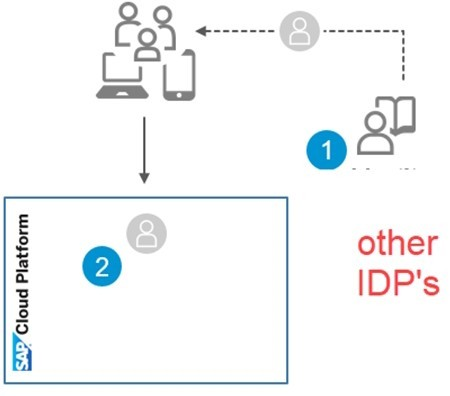 1
other
IDP's
2
SAP Cloud Platform